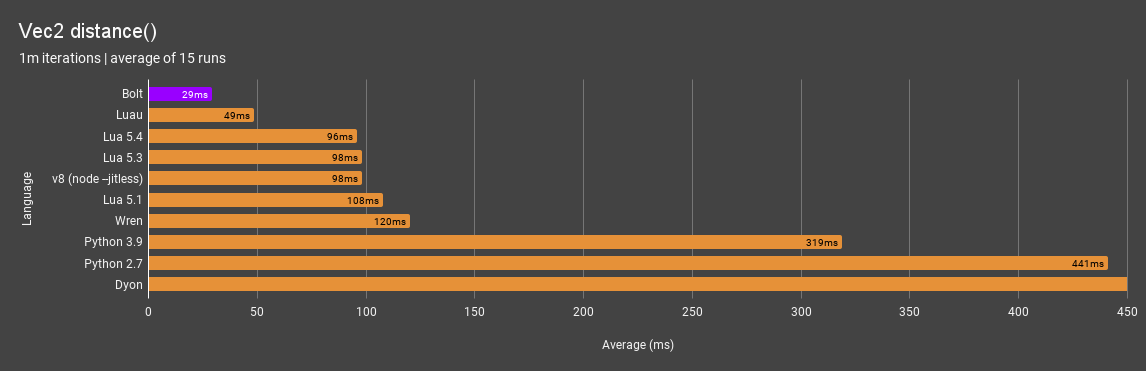 Vec2 distance()
1m iterations | average of 15 runs
Language
Bolt 29ms
Luau 49ms
Lua 5.4 96ms
Lua 5.3 98ms
v8 (node –jitless) 98ms
Lua 5.1 108ms
Wren 120ms
Python 3.9 319ms
Python 2.7 441ms
Dyon
0 50 100 150 200 250 300 350 400 450
Average (ms)